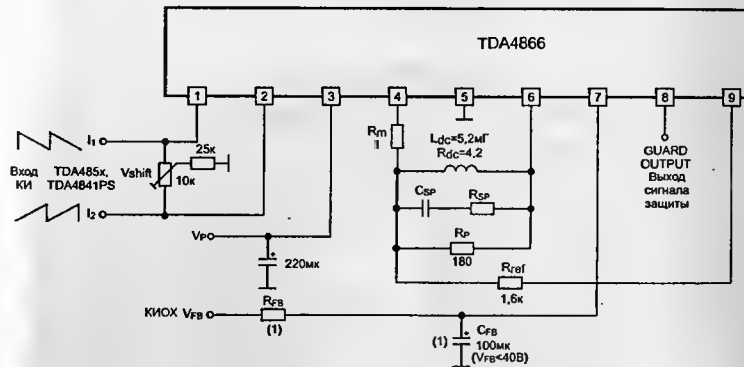 TDA4866
1 2 3 4 5 6 7 8 9
Rm
Ldc=5,2мГ
Rdc=4.2
25к
I1
Вход
КИ
TDA485x,
TDA4841PS
Vshift
10к
GUARD
OUTPUT
Выход
сигнала
защиты
CSP
RSP
I2
RP
180
VP
220мк
Rref
1,6к
КИОХ VFB
RFB
(1)
(1)
CFB
100мк
(VFB<40В)